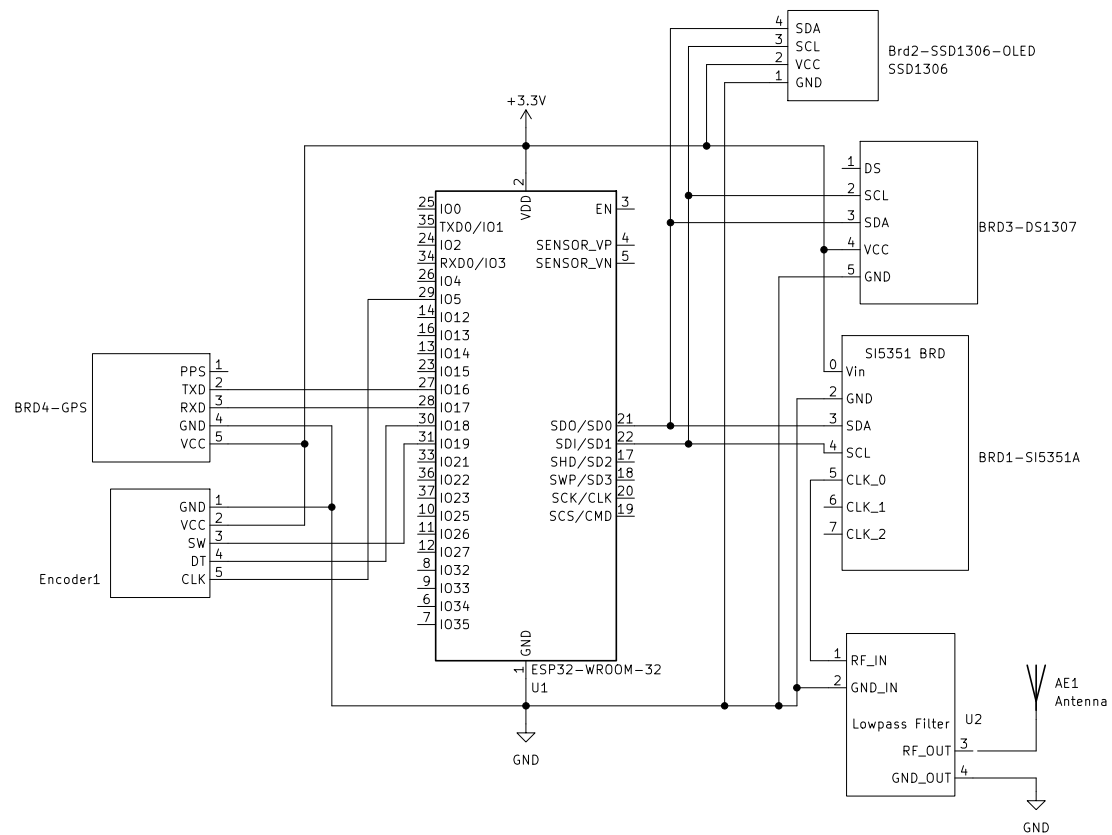 4 SDA
3 SCL
2 VCC
1 GND
Brd2-SSD1306-OLED
SSD1306
+3.3V
1 DS
2 SCL
3 SDA
4 VCC
5 GND
BRD3-DS1307
2
VDD
25 IO0
35 TXD0/IO1
24 IO2
34 RXD0/IO3
26 IO4
29 IO5
14 IO12
16 IO13
13 IO14
23 IO15
27 IO16
28 IO17
30 IO18
31 IO19
33 IO21
36 IO22
37 IO23
10 IO25
11 IO26
12 IO27
8 IO32
9 IO33
6 IO34
7 IO35
EN 3
SENSOR_VP 4
SENSOR_VN 5
SDO/SD0 21
SDI/SD1 22
SHD/SD2 17
SWP/SD3 18
SCK/CLK 20
SCS/CMD 19
GND
1
ESP32-WROOM-32
U1
GND
BRD4-GPS
PPS 1
TXD 2
RXD 3
GND 4
VCC 5
Encoder1
GND 1
VCC 2
SW 3
DT 4
CLK 5
SI5351 BRD
0 Vin
2 GND
3 SDA
4 SCL
5 CLK_0
6 CLK_1
7 CLK_2
BRD1-SI5351A
1 RF_IN
2 GND_IN
Lowpass Filter
U2
RF_OUT 3
GND_OUT 4
AE1
Antenna
GND